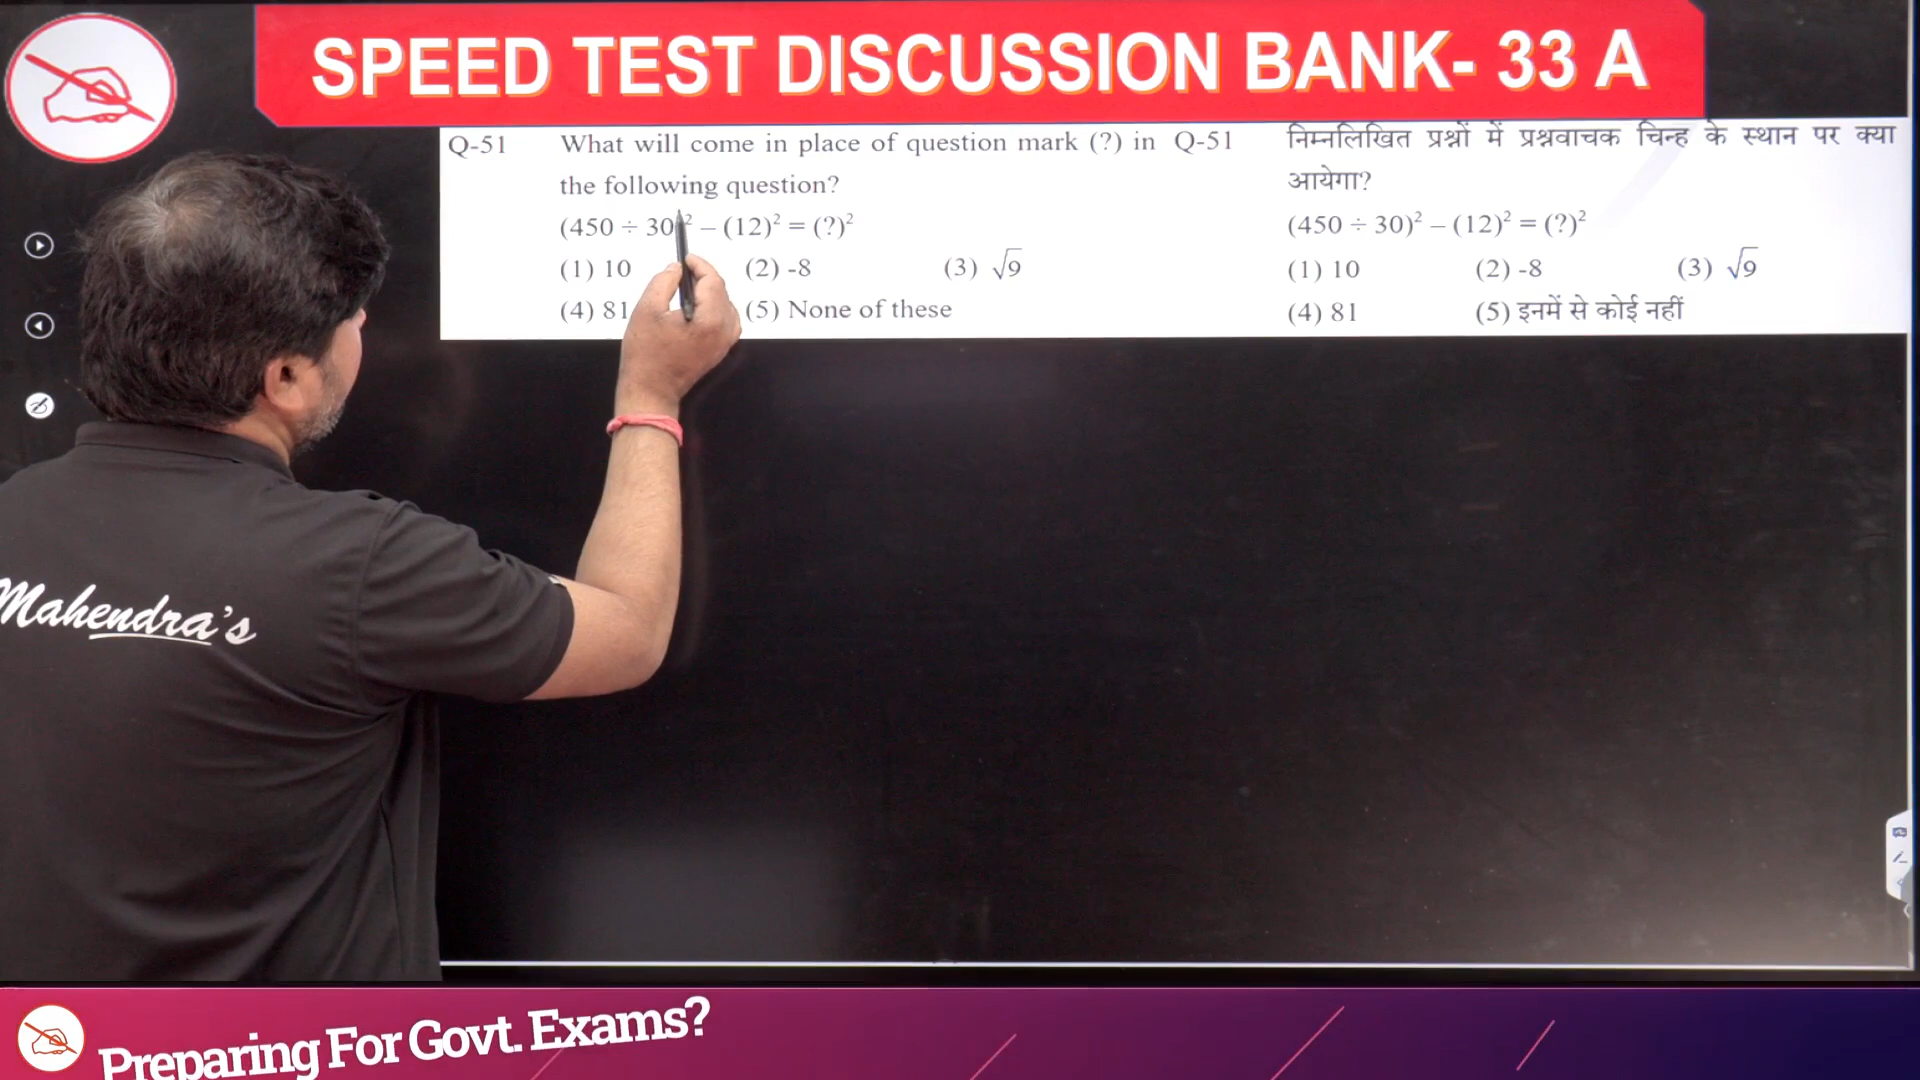 SPEED TEST DISCUSSION BANK- 33 A
Q-51 What will come in place of question mark (?) in
the following question?
(450 ÷ 30)² – (12)² = (?)²
(1) 10 (2) -8 (3) √9
(4) 81 (5) None of these
Q-51 निम्नलिखित प्रश्नों में प्रश्नवाचक चिन्ह के स्थान पर क्या
आयेगा?
(450 ÷ 30)² – (12)² = (?)²
(1) 10 (2) -8 (3) √9
(4) 81 (5) इनमें से कोई नहीं
Mahendra's
Preparing For Govt. Exams?